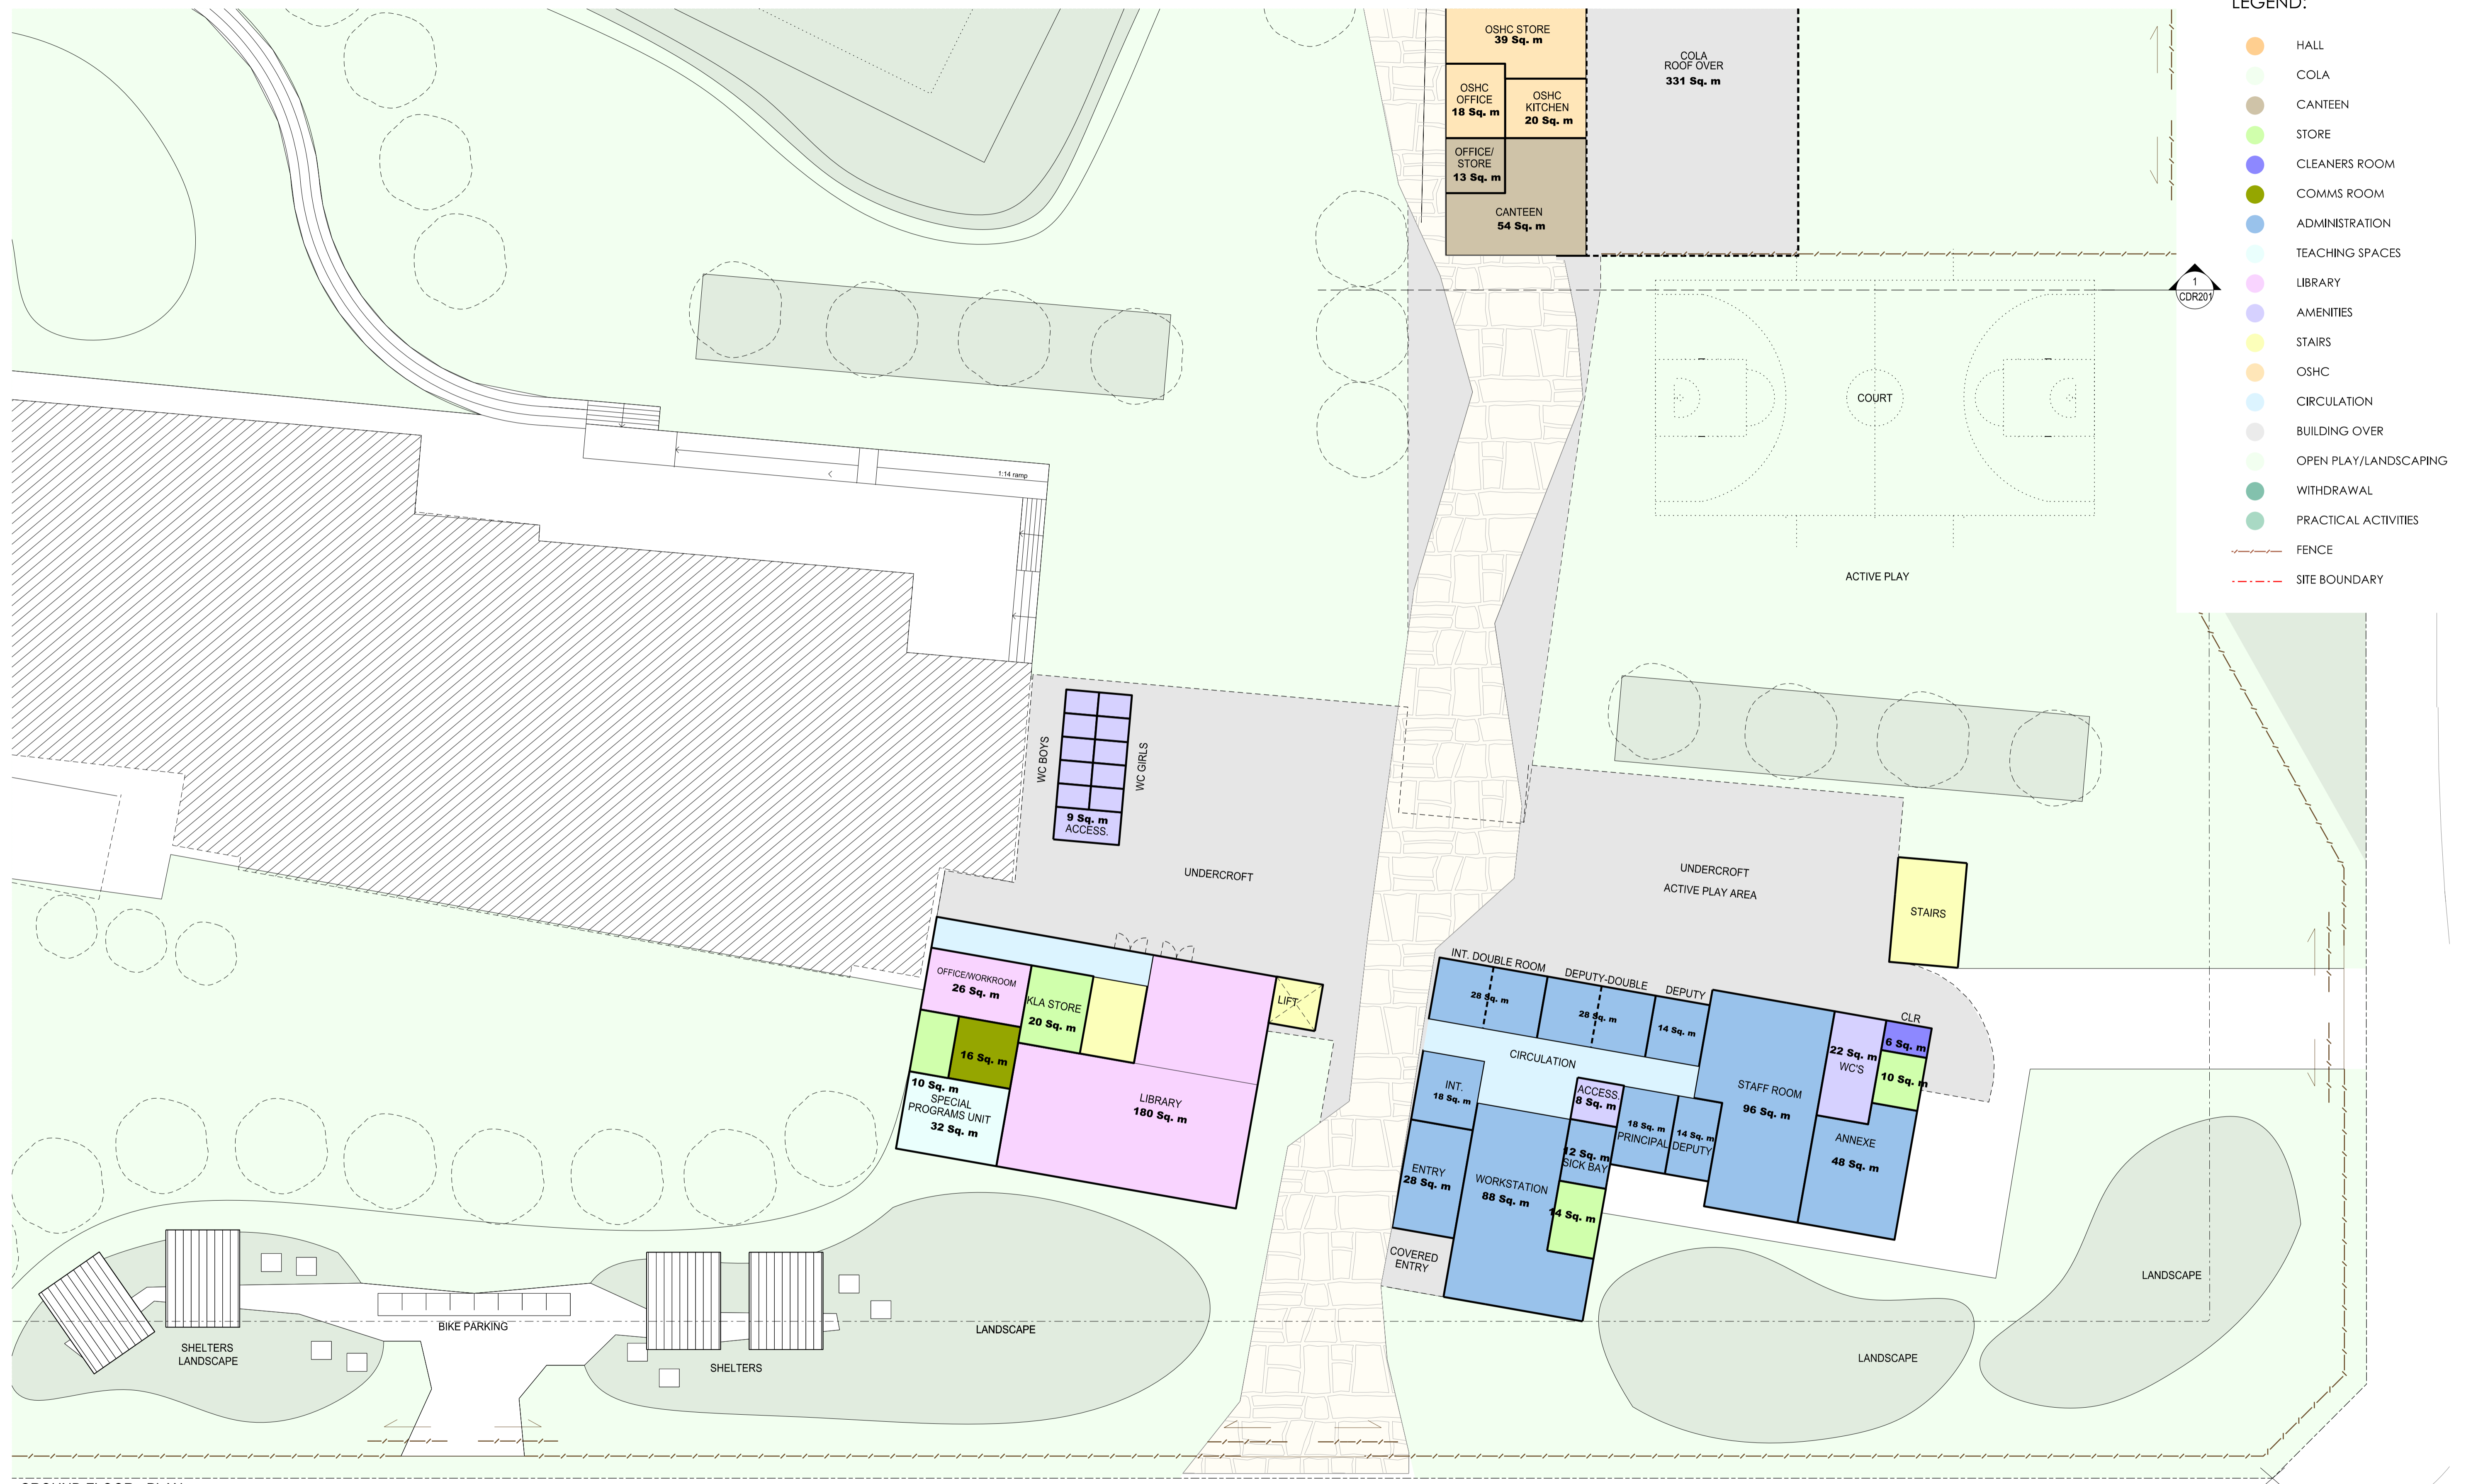 LEGEND:
HALL
COLA
CANTEEN
STORE
CLEANERS ROOM
COMMS ROOM
ADMINISTRATION
TEACHING SPACES
LIBRARY
AMENITIES
STAIRS
OSHC
CIRCULATION
BUILDING OVER
OPEN PLAY/LANDSCAPING
WITHDRAWAL
PRACTICAL ACTIVITIES
FENCE
SITE BOUNDARY
OSHC STORE
39 Sq. m
OSHC
OFFICE
18 Sq. m
OSHC
KITCHEN
20 Sq. m
OFFICE/
STORE
13 Sq. m
CANTEEN
54 Sq. m
COLA
ROOF OVER
331 Sq. m
1
CDR201
COURT
ACTIVE PLAY
1:14 ramp
WC BOYS
WC GIRLS
9 Sq. m
ACCESS.
UNDERCROFT
UNDERCROFT
ACTIVE PLAY AREA
STAIRS
OFFICE/WORKROOM
26 Sq. m
KLA STORE
20 Sq. m
LIFT
16 Sq. m
10 Sq. m
SPECIAL
PROGRAMS UNIT
32 Sq. m
LIBRARY
180 Sq. m
INT. DOUBLE ROOM
28 Sq. m
DEPUTY-DOUBLE
28 Sq. m
DEPUTY
14 Sq. m
CIRCULATION
INT.
18 Sq. m
ENTRY
28 Sq. m
COVERED
ENTRY
WORKSTATION
88 Sq. m
ACCESS.
8 Sq. m
12 Sq. m
SICK BAY
14 Sq. m
18 Sq. m
PRINCIPAL
14 Sq. m
DEPUTY
STAFF ROOM
96 Sq. m
22 Sq. m
WC'S
CLR
6 Sq. m
10 Sq. m
ANNEXE
48 Sq. m
SHELTERS
LANDSCAPE
BIKE PARKING
SHELTERS
LANDSCAPE
LANDSCAPE
LANDSCAPE